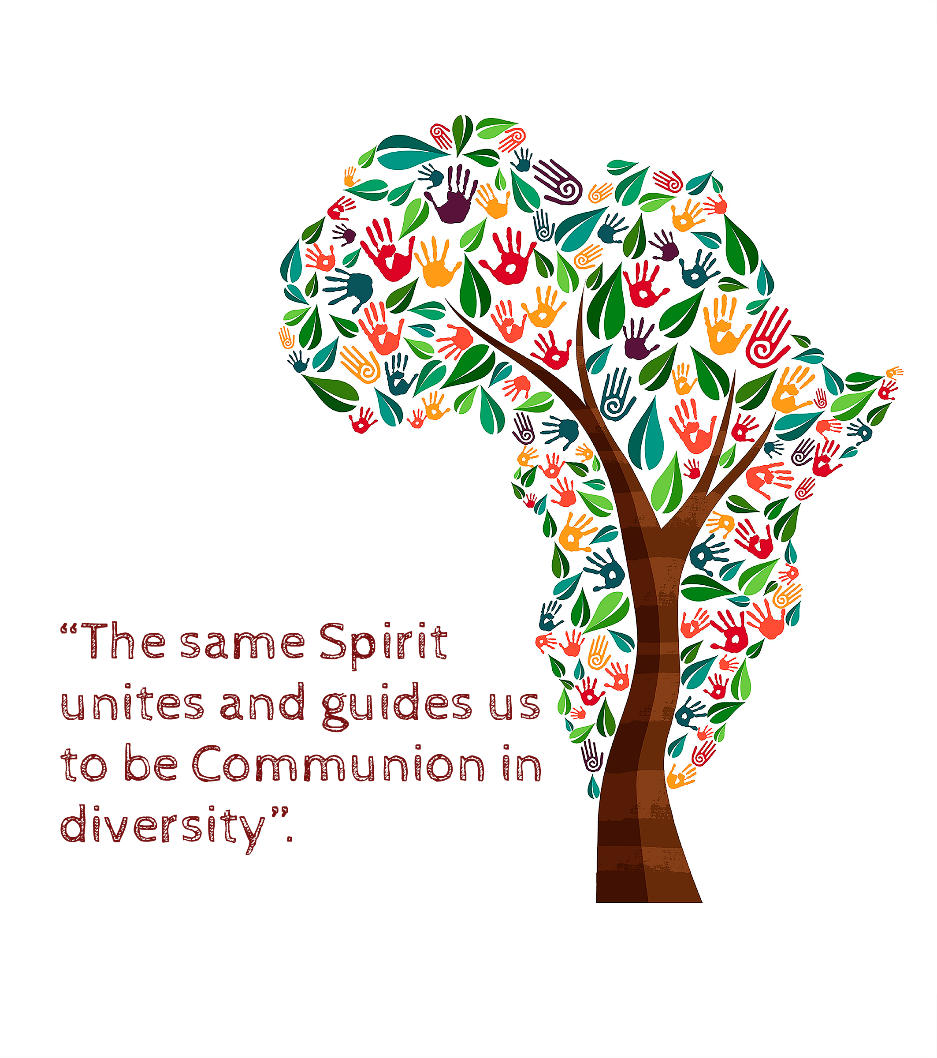 “The same Spirit
unites and guides us
to be Communion in
diversity”.